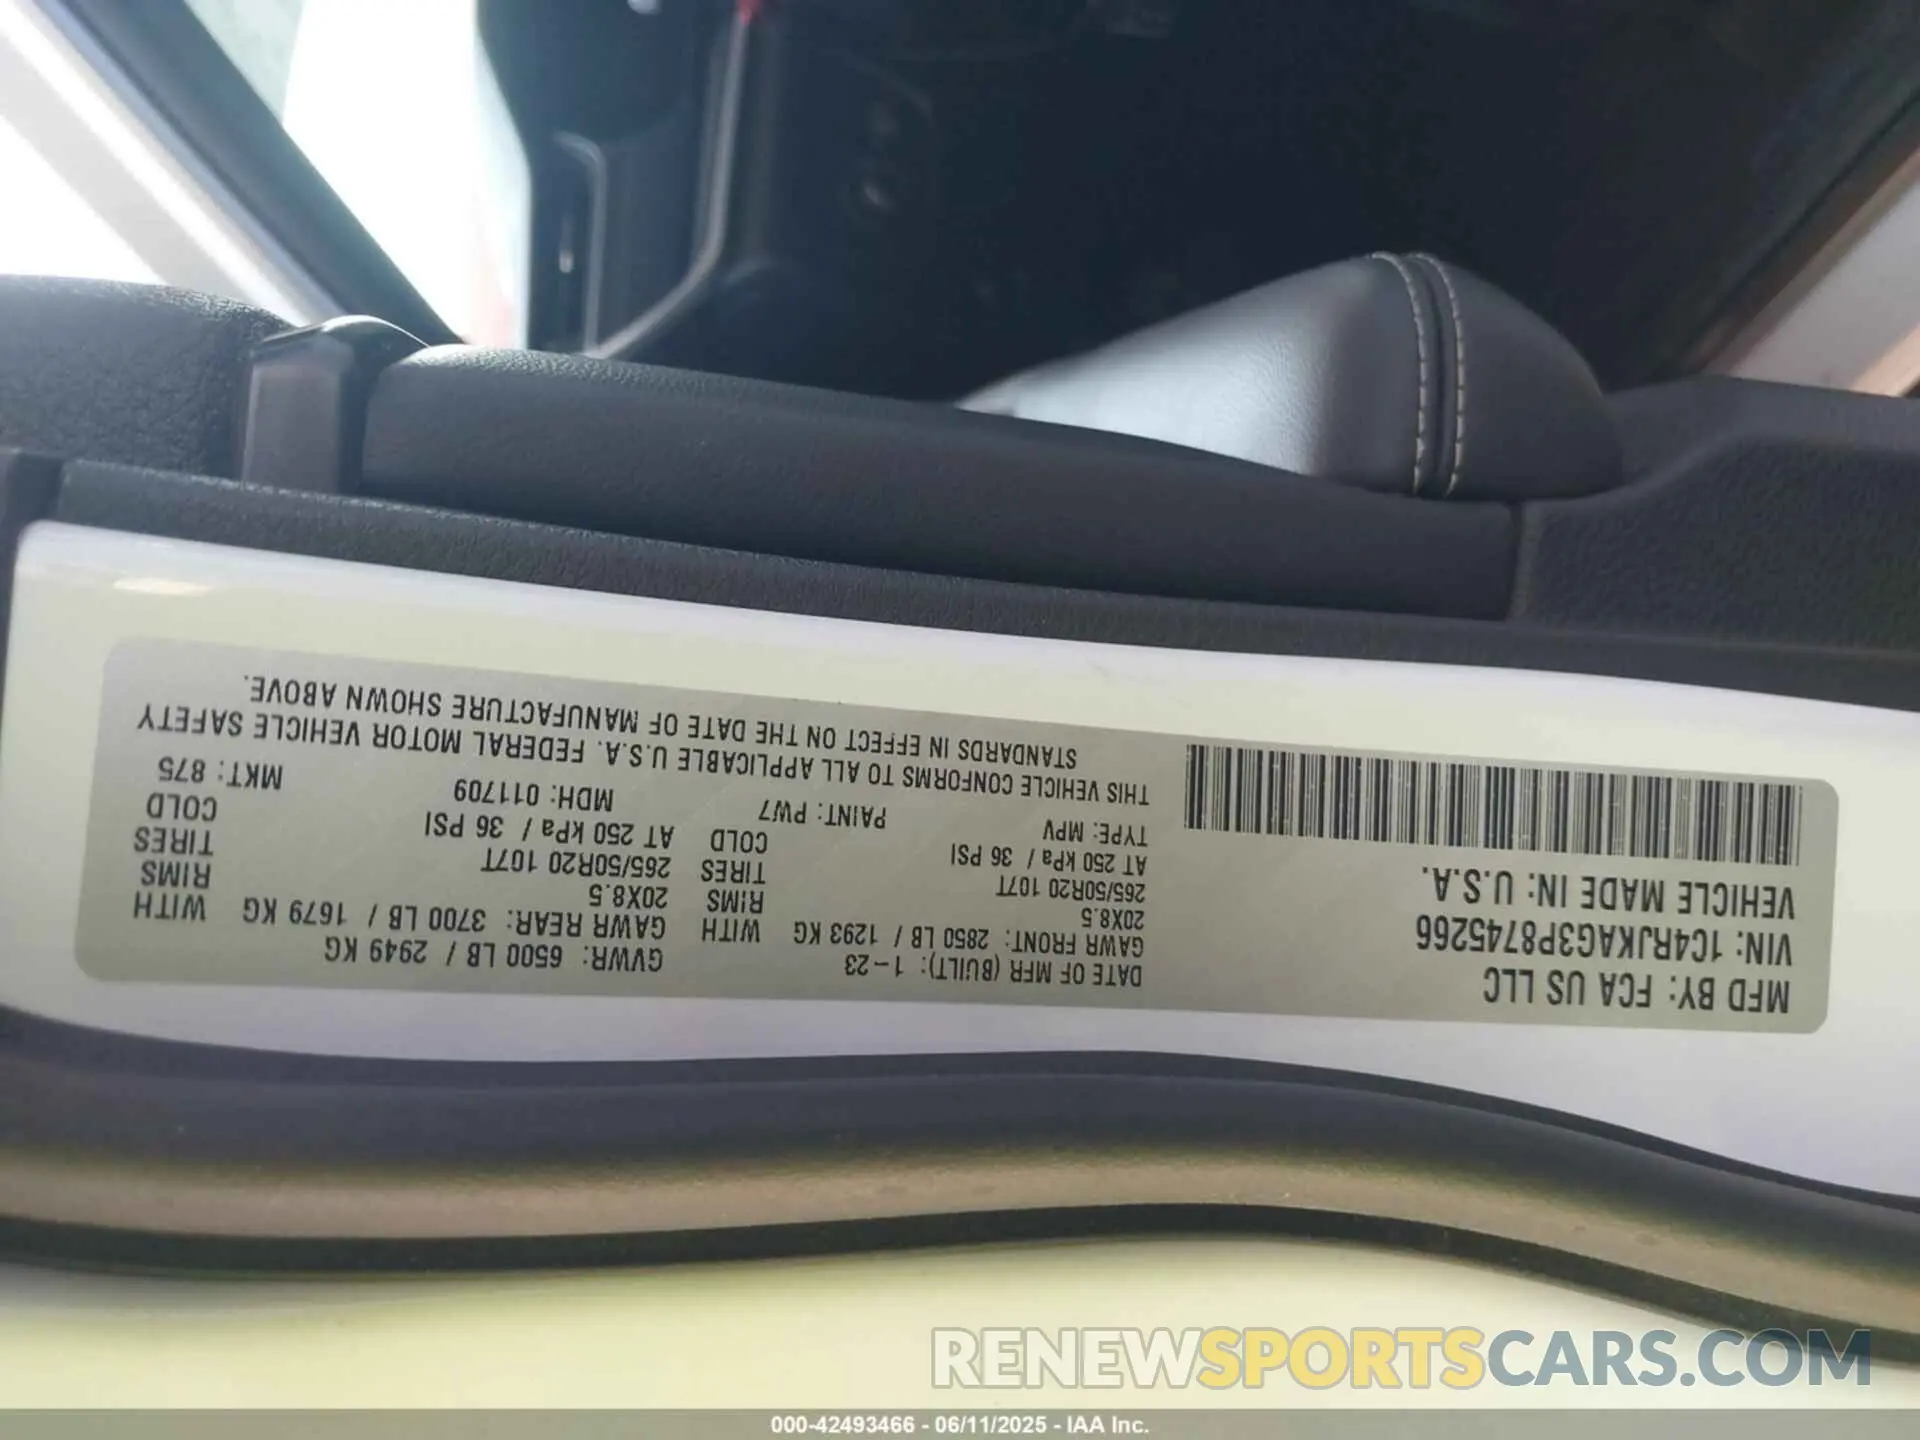 MFD BY: FCA US LLC
VIN: 1C4RJKAG3P8745266
VEHICLE MADE IN: U.S.A.
DATE OF MFR (BUILT): 1-23 GVWR: 6500 LB / 2949 KG
GAWR FRONT: 2850 LB / 1293 KG WITH GAWR REAR: 3700 LB / 1679 KG WITH
20X8.5 RIMS 20X8.5 RIMS
265/50R20 107T TIRES 265/50R20 107T TIRES
AT 250 kPa / 36 PSI COLD AT 250 kPa / 36 PSI COLD
TYPE: MPV PAINT: PW7 MDH: 011709 MKT: 875
THIS VEHICLE CONFORMS TO ALL APPLICABLE U.S.A. FEDERAL MOTOR VEHICLE SAFETY
STANDARDS IN EFFECT ON THE DATE OF MANUFACTURE SHOWN ABOVE.
RENEWSPORTSCARS.COM
000-42493466 - 06/11/2025 - IAA Inc.